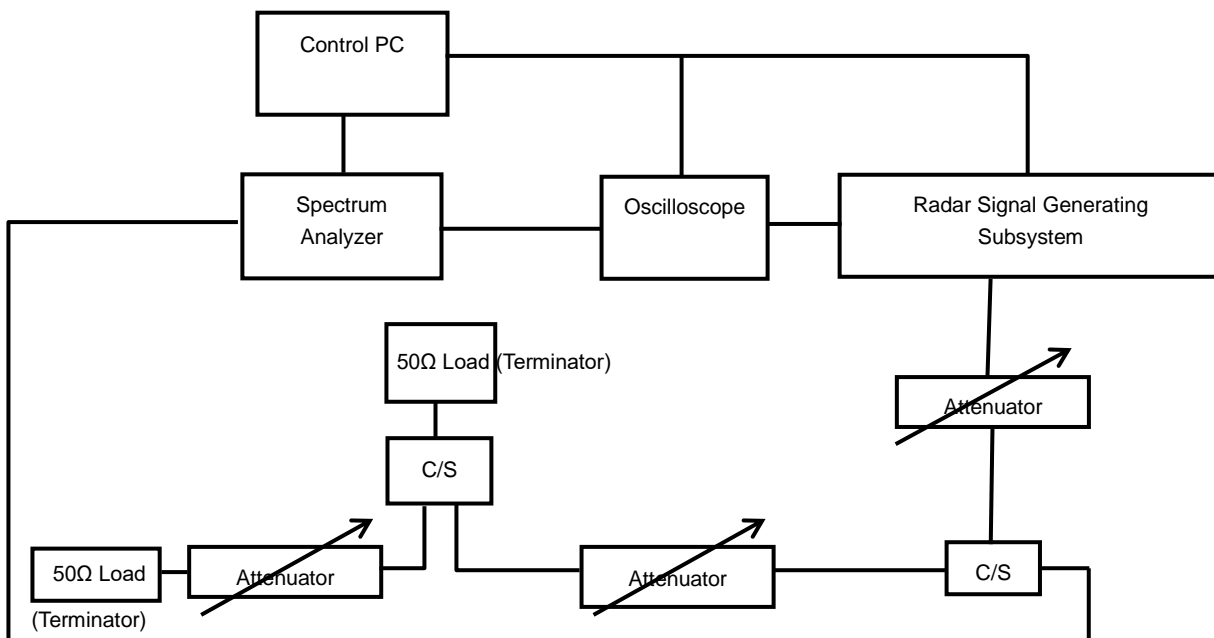 Control PC
Spectrum
Analyzer
Oscilloscope
Radar Signal Generating
Subsystem
50Ω Load (Terminator)
Attenuator
C/S
50Ω Load
(Terminator)
Attenuator
Attenuator
C/S